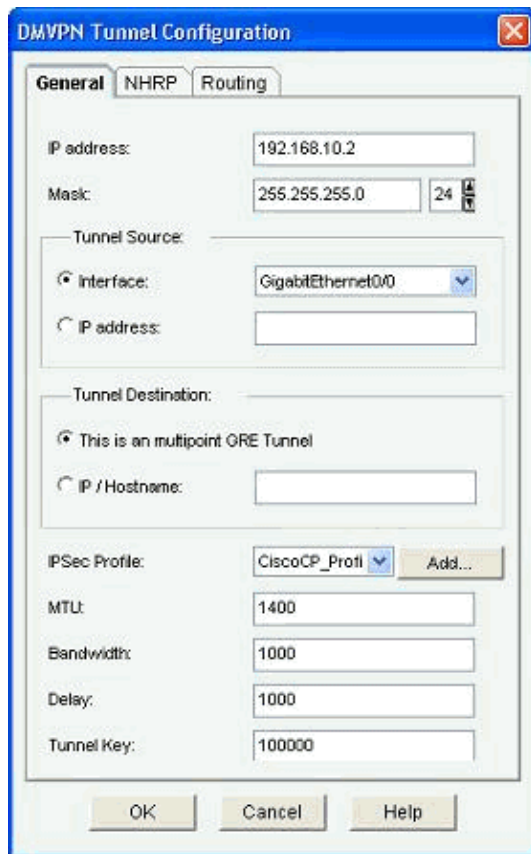 DMVPN Tunnel Configuration
General NHRP Routing
IP address: 192.168.10.2
Mask: 255.255.255.0 24
Tunnel Source:
Interface: GigabitEthernet0/0
IP address:
Tunnel Destination:
This is an multipoint GRE Tunnel
IP / Hostname:
IPSec Profile: CiscoCP_Profi Add...
MTU: 1400
Bandwidth: 1000
Delay: 1000
Tunnel Key: 100000
OK Cancel Help